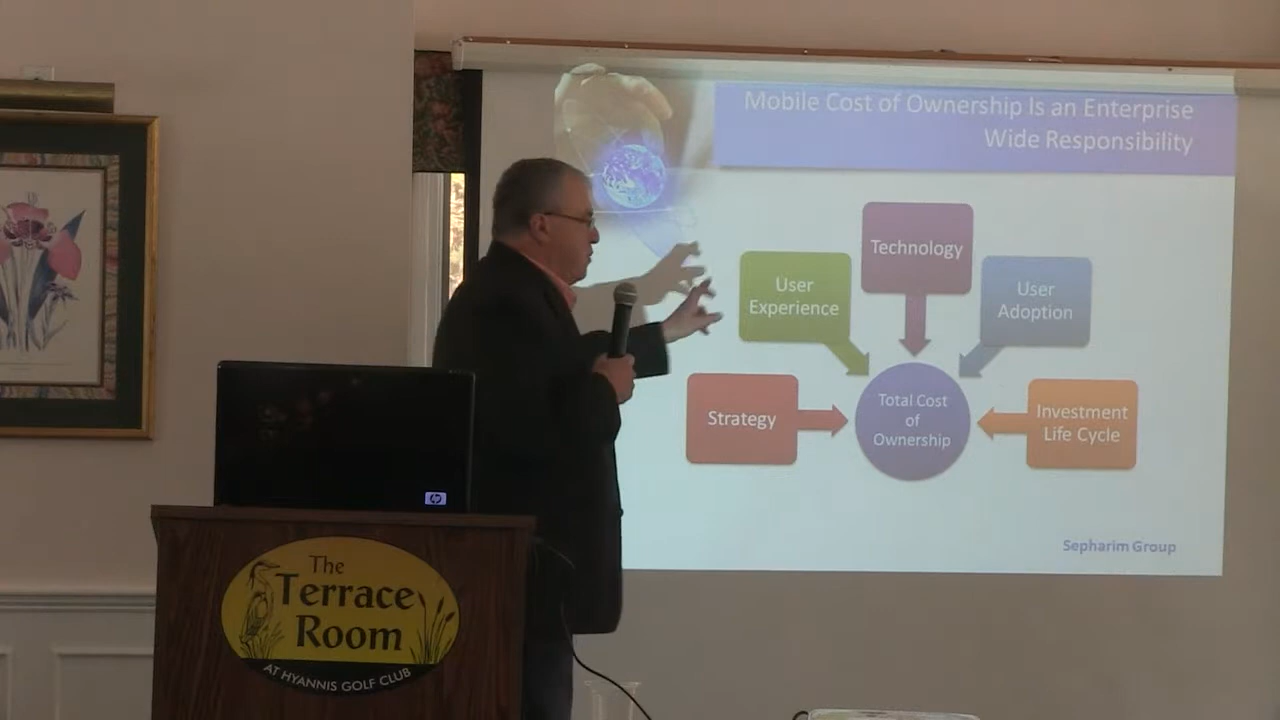 Mobile Cost of Ownership Is an Enterprise
Wide Responsibility
Technology
User
Experience
User
Adoption
Strategy
Total Cost
of
Ownership
Investment
Life Cycle
Sepharim Group
hp
The
Terrace
Room
AT HYANNIS GOLF CLUB